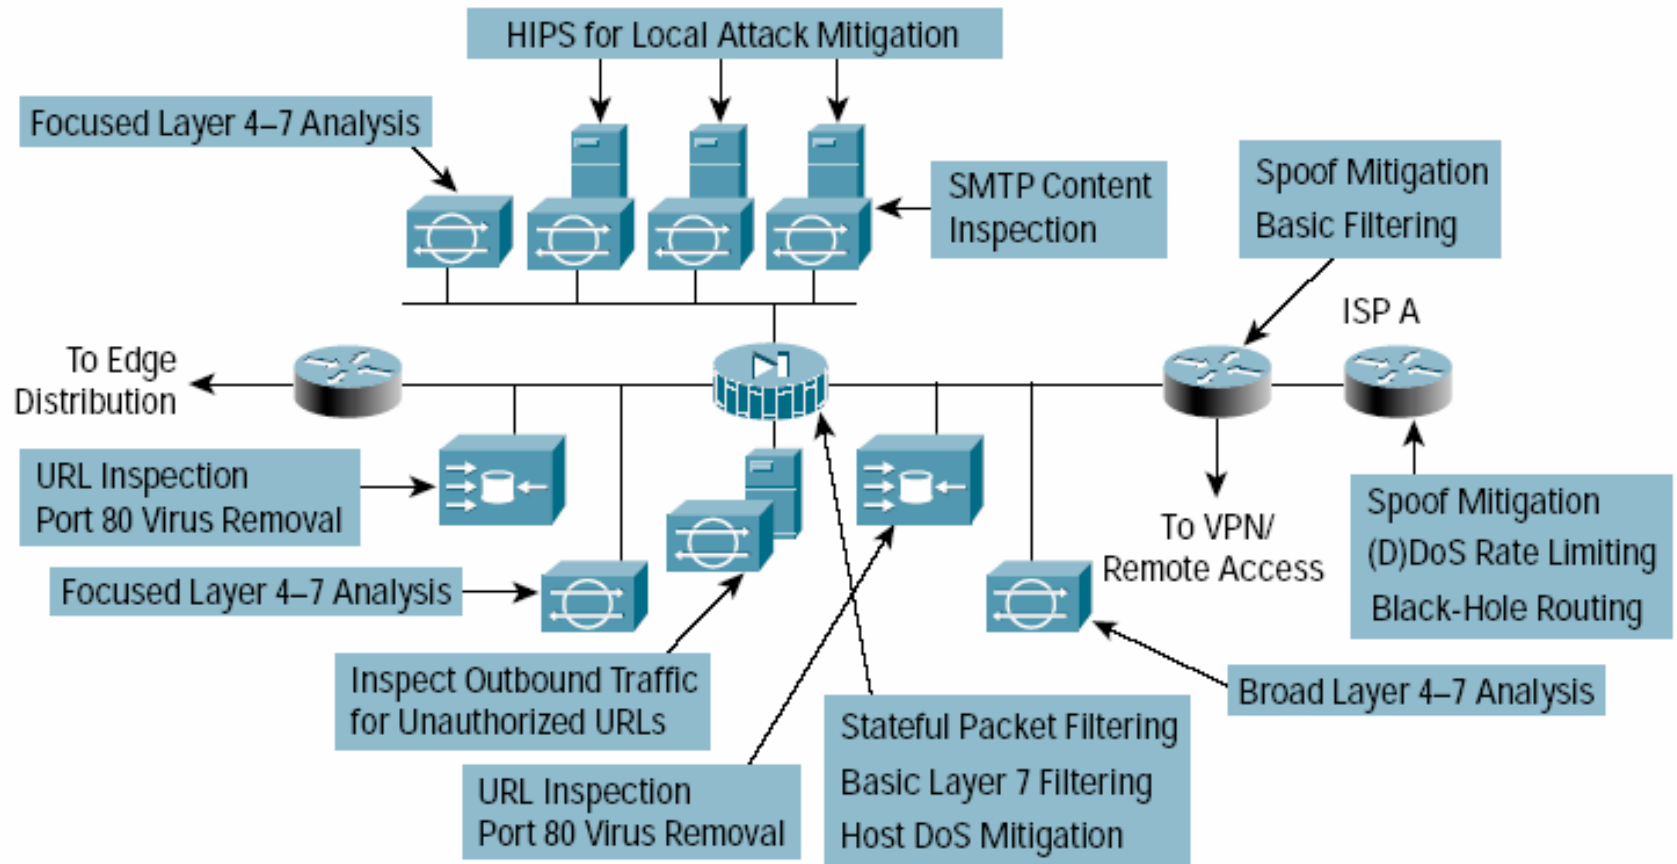 HIPS for Local Attack Mitigation
Focused Layer 4–7 Analysis
SMTP Content
Inspection
Spoof Mitigation
Basic Filtering
ISP A
To Edge
Distribution
URL Inspection
Port 80 Virus Removal
To VPN/
Remote Access
Spoof Mitigation
(D)DoS Rate Limiting
Black-Hole Routing
Focused Layer 4–7 Analysis
Inspect Outbound Traffic
for Unauthorized URLs
Broad Layer 4–7 Analysis
Stateful Packet Filtering
Basic Layer 7 Filtering
Host DoS Mitigation
URL Inspection
Port 80 Virus Removal